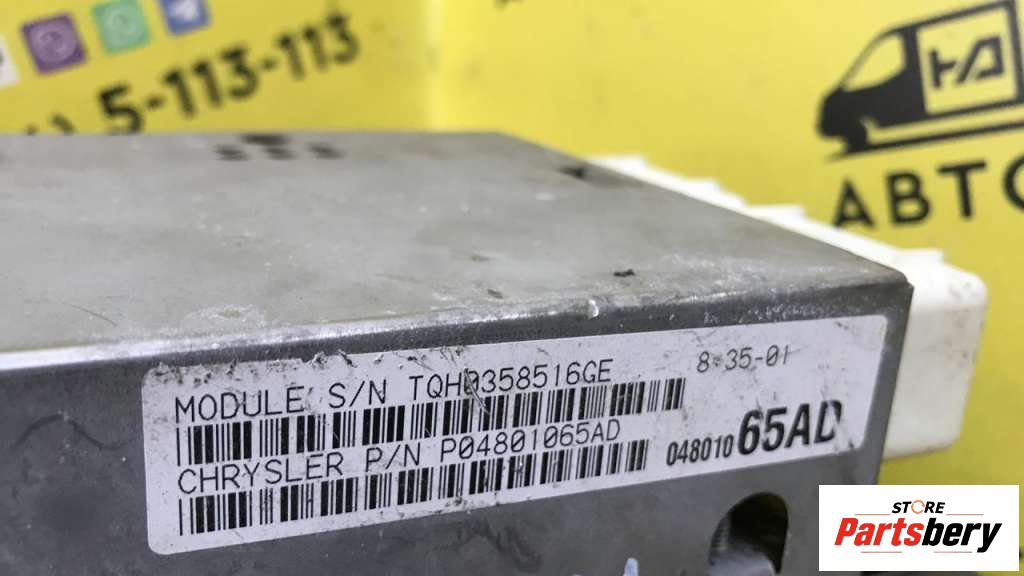 5-113-113
АВТО
MODULE S/N TQH0358516GE 8-35-01
CHRYSLER P/N P04801065AD
04801065AD
STORE
Partsbery